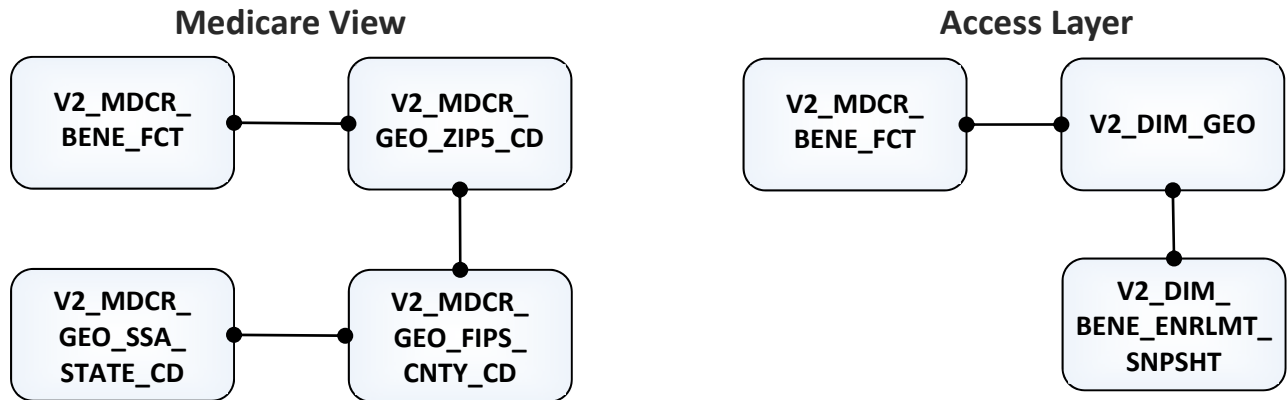 Medicare View
V2_MDCR_
BENE_FCT
V2_MDCR_
GEO_ZIP5_CD
V2_MDCR_
GEO_SSA_
STATE_CD
V2_MDCR_
GEO_FIPS_
CNTY_CD
Access Layer
V2_MDCR_
BENE_FCT
V2_DIM_GEO
V2_DIM_
BENE_ENRLMT_
SNPSHT